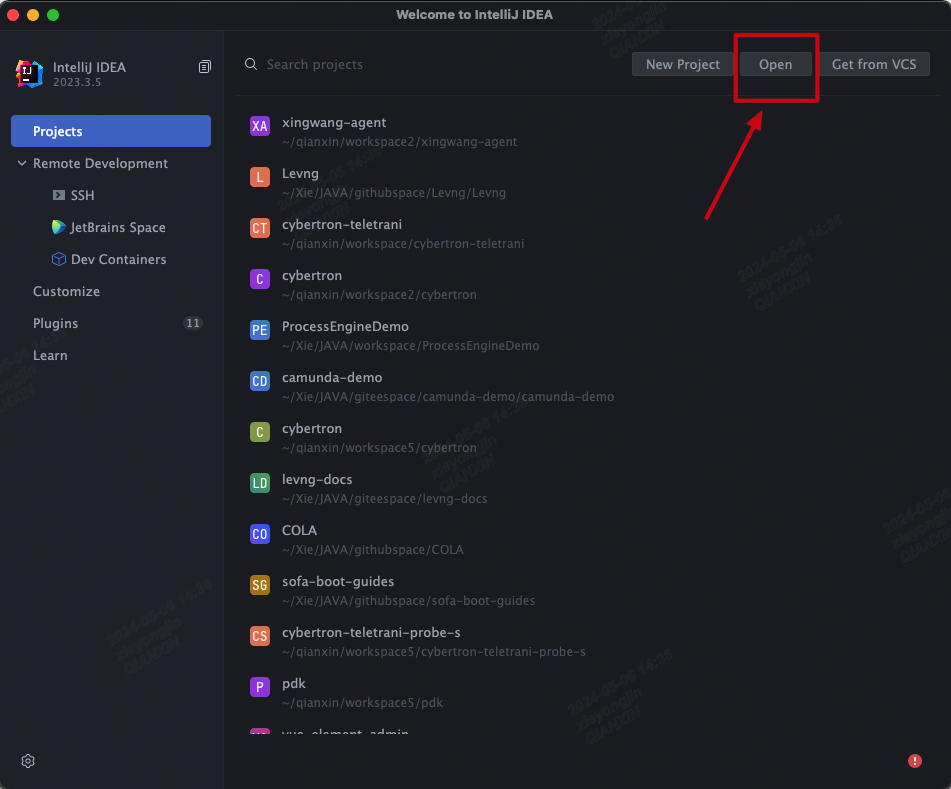 Welcome to IntelliJ IDEA
IntelliJ IDEA
2023.3.5
Search projects
New Project
Open
Get from VCS
Projects
Remote Development
SSH
JetBrains Space
Dev Containers
Customize
Plugins 11
Learn
XA xingwang-agent
~/qianxin/workspace2/xingwang-agent
L Levng
~/Xie/JAVA/githubspace/Levng/Levng
CT cybertron-teletrani
~/qianxin/workspace/cybertron-teletrani
C cybertron
~/qianxin/workspace2/cybertron
PE ProcessEngineDemo
~/Xie/JAVA/workspace/ProcessEngineDemo
CD camunda-demo
~/Xie/JAVA/giteespace/camunda-demo/camunda-demo
C cybertron
~/qianxin/workspace5/cybertron
LD levng-docs
~/Xie/JAVA/giteespace/levng-docs
CO COLA
~/Xie/JAVA/githubspace/COLA
SG sofa-boot-guides
~/Xie/JAVA/githubspace/sofa-boot-guides
CS cybertron-teletrani-probe-s
~/qianxin/workspace5/cybertron-teletrani-probe-s
P pdk
~/qianxin/workspace5/pdk
2024-05-06 14:36
xieyongjin
QIANXIN